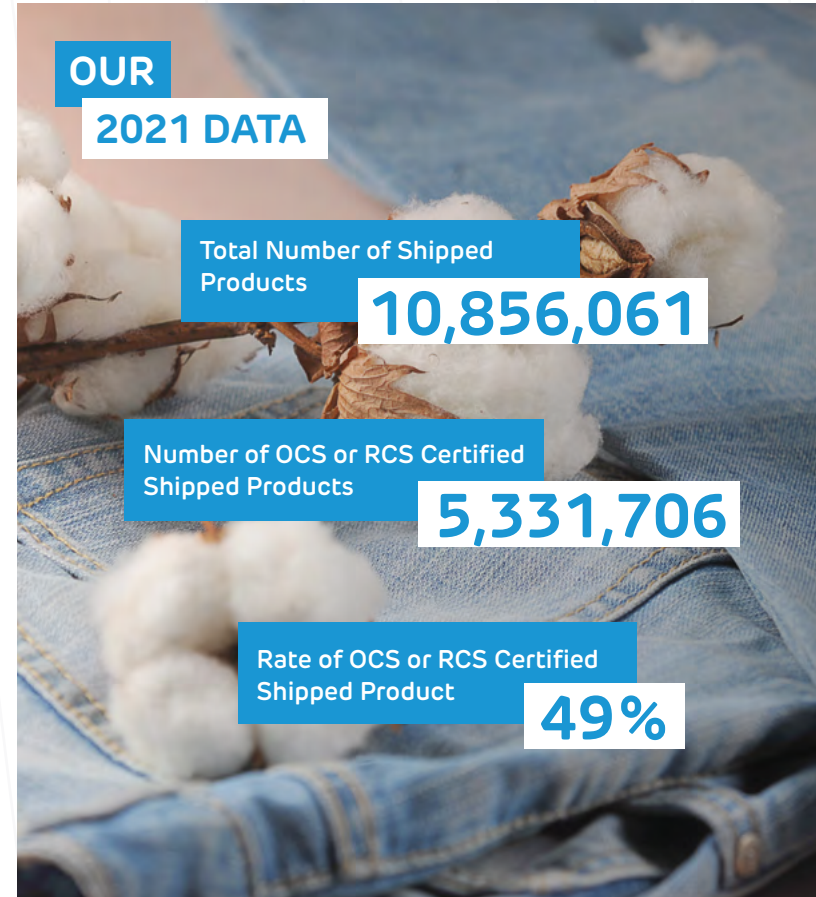 OUR
2021 DATA
Total Number of Shipped
Products
10,856,061
Number of OCS or RCS Certified
Shipped Products
5,331,706
Rate of OCS or RCS Certified
Shipped Product
49%